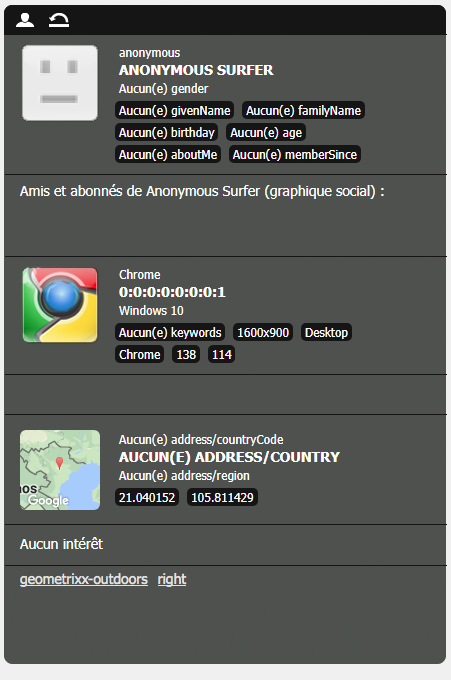 anonymous
ANONYMOUS SURFER
Aucun(e) gender
Aucun(e) givenName Aucun(e) familyName
Aucun(e) birthday Aucun(e) age
Aucun(e) aboutMe Aucun(e) memberSince
Amis et abonnés de Anonymous Surfer (graphique social) :
Chrome
0:0:0:0:0:0:0:1
Windows 10
Aucun(e) keywords 1600x900 Desktop
Chrome 138 114
Aucun(e) address/countryCode
AUCUN(E) ADDRESS/COUNTRY
Aucun(e) address/region
21.040152 105.811429
os
Google
Aucun intérêt
geometrixx-outdoors right